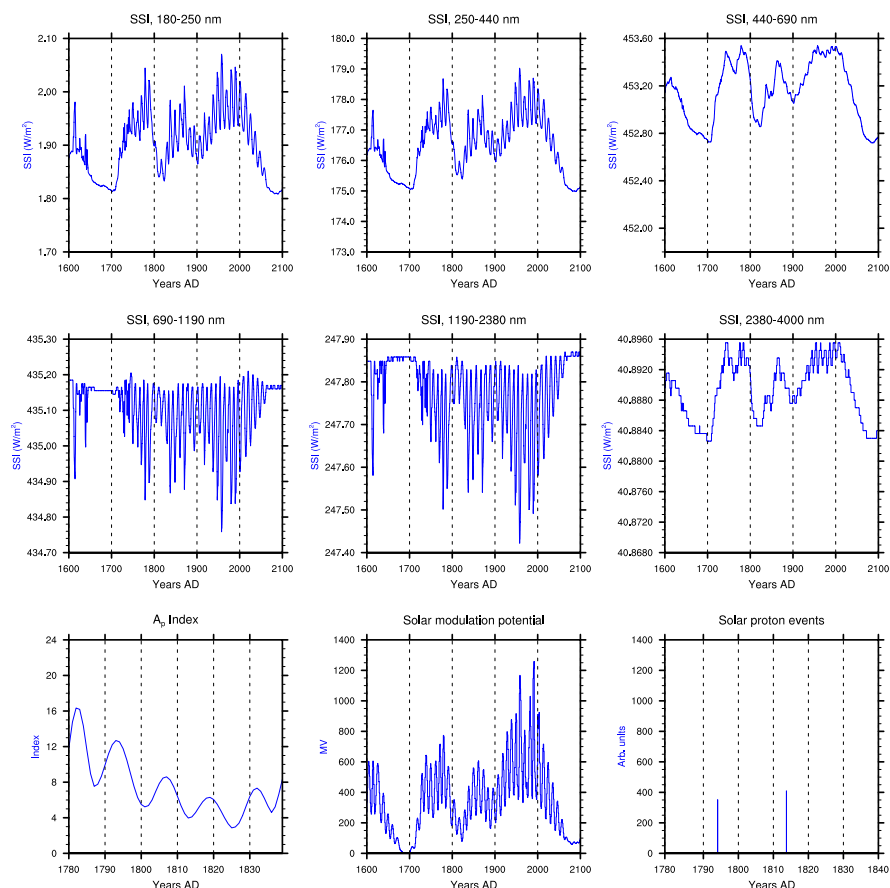 SSI, 180-250 nm
SSI, 250-440 nm
SSI, 440-690 nm
2.10
2.00
1.90
1.80
1.70
SSI (W/m²)
1600 1700 1800 1900 2000 2100
Years AD
180.0
179.0
178.0
177.0
176.0
175.0
174.0
173.0
SSI (W/m²)
1600 1700 1800 1900 2000 2100
Years AD
453.60
453.20
452.80
452.40
452.00
SSI (W/m²)
1600 1700 1800 1900 2000 2100
Years AD
SSI, 690-1190 nm
SSI, 1190-2380 nm
SSI, 2380-4000 nm
435.30
435.20
435.10
435.00
434.90
434.80
434.70
SSI (W/m²)
1600 1700 1800 1900 2000 2100
Years AD
247.90
247.80
247.70
247.60
247.50
247.40
SSI (W/m²)
1600 1700 1800 1900 2000 2100
Years AD
40.8960
40.8920
40.8880
40.8840
40.8800
40.8760
40.8720
40.8680
SSI (W/m²)
1600 1700 1800 1900 2000 2100
Years AD
Aₚ Index
Solar modulation potential
Solar proton events
24
20
16
12
8
4
0
Index
1780 1790 1800 1810 1820 1830
Years AD
1400
1200
1000
800
600
400
200
0
MV
1600 1700 1800 1900 2000 2100
Years AD
1400
1200
1000
800
600
400
200
0
Arb. units
1780 1790 1800 1810 1820 1830 1840
Years AD